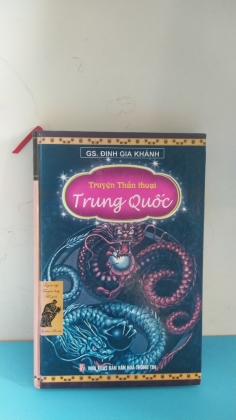 GS. ĐINH GIA KHÁNH
Truyện Thần thoại
Trung Quốc
NHÀ XUẤT BẢN VĂN HÓA THÔNG TIN